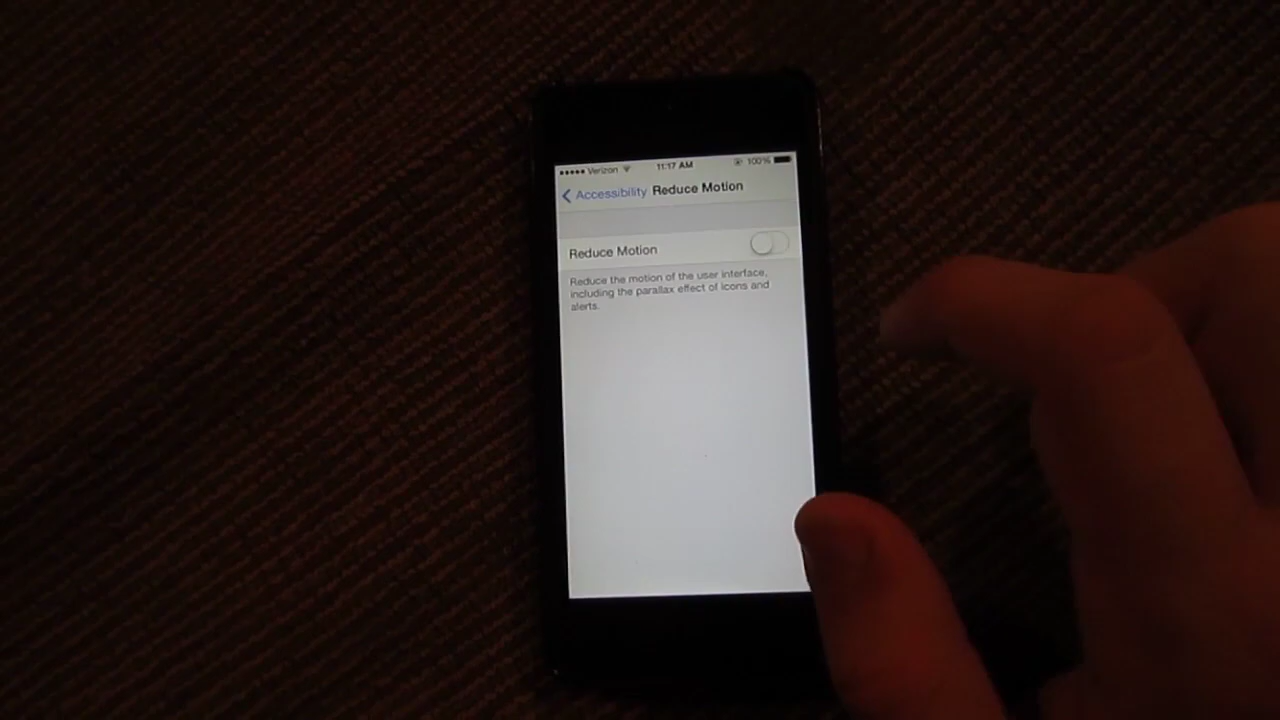 Verizon 11:17 AM 100%
Accessibility Reduce Motion
Reduce Motion
Reduce the motion of the user interface,
including the parallax effect of icons and
alerts.